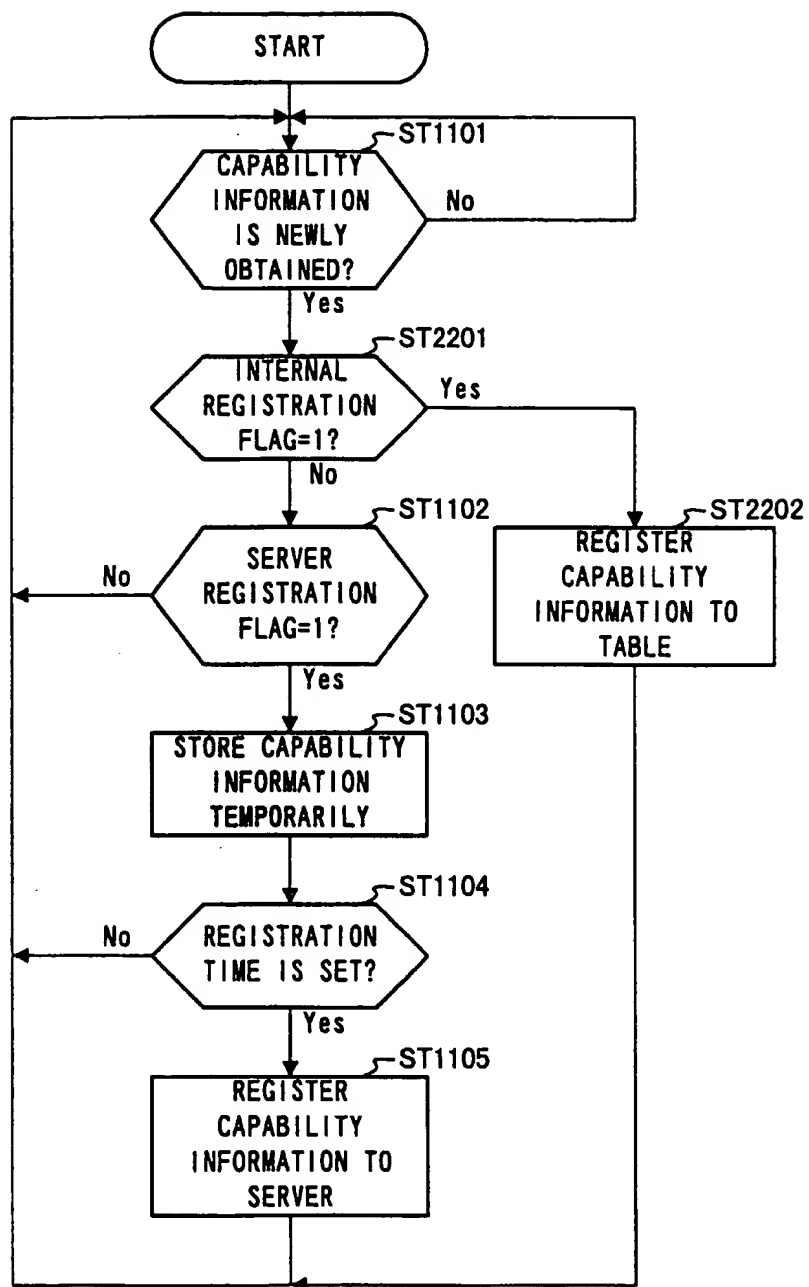 START
ST1101
CAPABILITY
INFORMATION
IS NEWLY
OBTAINED?
No
Yes
ST2201
INTERNAL
REGISTRATION
FLAG=1?
Yes
No
ST1102
SERVER
REGISTRATION
FLAG=1?
No
Yes
ST2202
REGISTER
CAPABILITY
INFORMATION TO
TABLE
ST1103
STORE CAPABILITY
INFORMATION
TEMPORARILY
ST1104
REGISTRATION
TIME IS SET?
No
Yes
ST1105
REGISTER
CAPABILITY
INFORMATION TO
SERVER